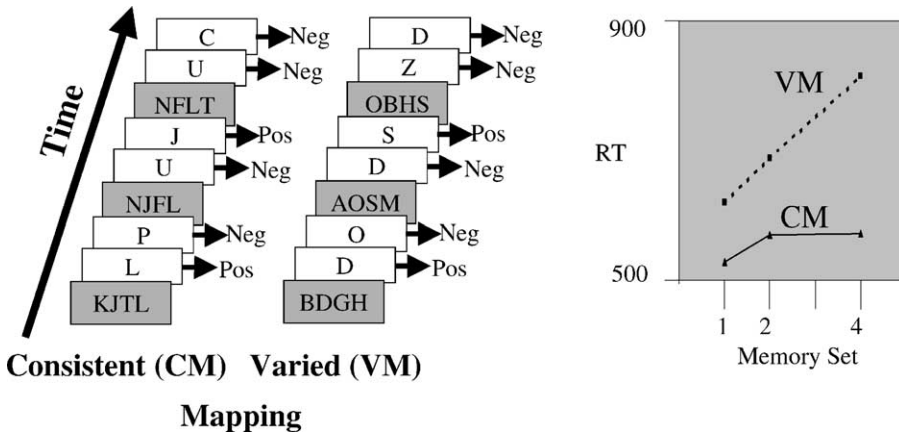 Time
C Neg
U Neg
NFLT
J Pos
U Neg
NJFL
P Neg
L Pos
KJTL
D Neg
Z Neg
OBHS
S Pos
D Neg
AOSM
O Neg
D Pos
BDGH
Consistent (CM) Varied (VM)
Mapping
900
VM
RT
CM
500
1 2 4
Memory Set